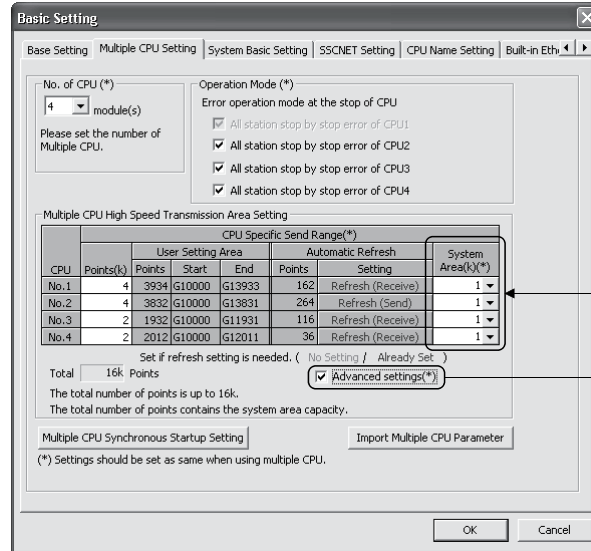 Basic Setting
Base Setting Multiple CPU Setting System Basic Setting SSCNET Setting CPU Name Setting Built-in Eth
No. of CPU (*)
4 module(s)
Please set the number of
Multiple CPU.
Operation Mode (*)
Error operation mode at the stop of CPU
All station stop by stop error of CPU1
All station stop by stop error of CPU2
All station stop by stop error of CPU3
All station stop by stop error of CPU4
Multiple CPU High Speed Transmission Area Setting
CPU Specific Send Range(*)
User Setting Area Automatic Refresh System Area(k)(*)
CPU Points(k) Points Start End Points Setting
No.1 4 3934 G10000 G13933 162 Refresh (Receive) 1
No.2 4 3832 G10000 G13831 264 Refresh (Send) 1
No.3 2 1932 G10000 G11931 116 Refresh (Receive) 1
No.4 2 2012 G10000 G12011 36 Refresh (Receive) 1
Set if refresh setting is needed. ( No Setting / Already Set )
Total 16k Points
Advanced settings(*)
The total number of points is up to 16k.
The total number of points contains the system area capacity.
Multiple CPU Synchronous Startup Setting Import Multiple CPU Parameter
(*) Settings should be set as same when using multiple CPU.
OK Cancel